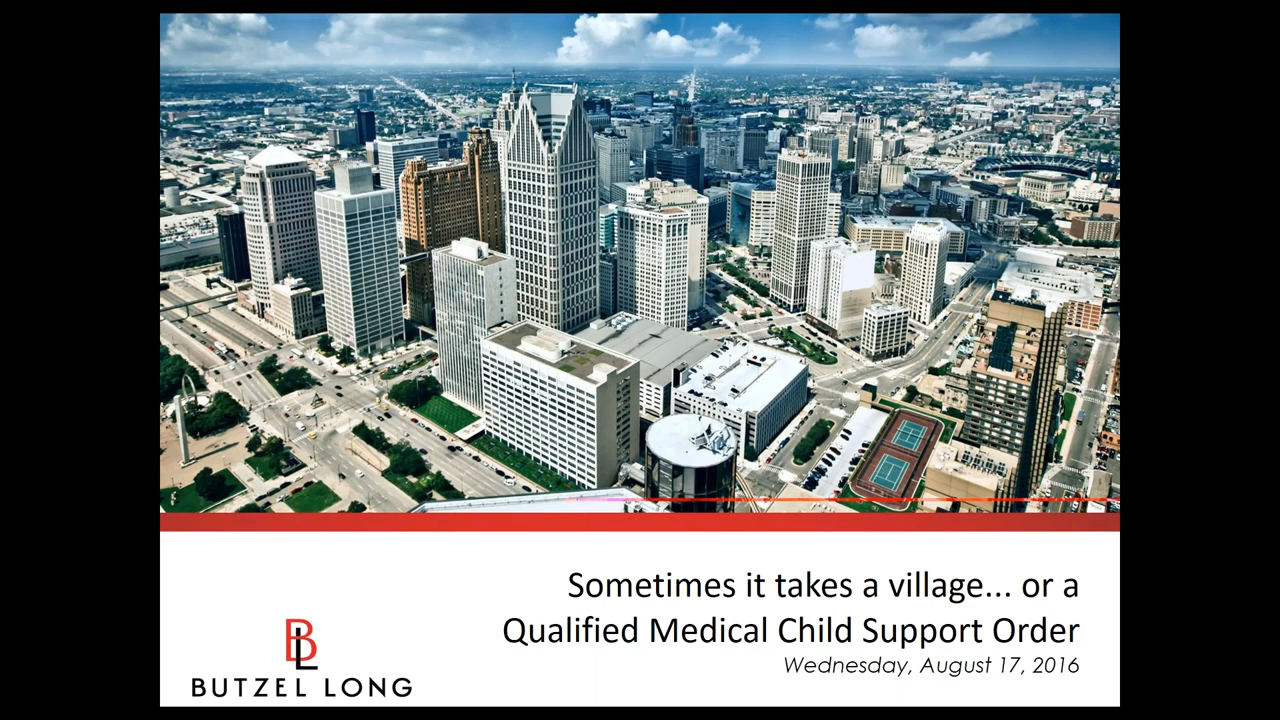 Sometimes it takes a village... or a
Qualified Medical Child Support Order
Wednesday, August 17, 2016
BL
BUTZEL LONG